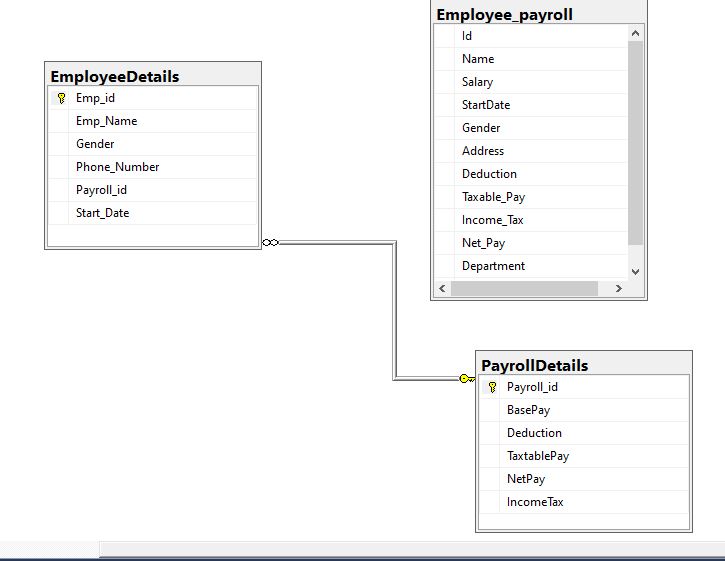 EmployeeDetails
Emp_id
Emp_Name
Gender
Phone_Number
Payroll_id
Start_Date
Employee_payroll
Id
Name
Salary
StartDate
Gender
Address
Deduction
Taxable_Pay
Income_Tax
Net_Pay
Department
PayrollDetails
Payroll_id
BasePay
Deduction
TaxtablePay
NetPay
IncomeTax